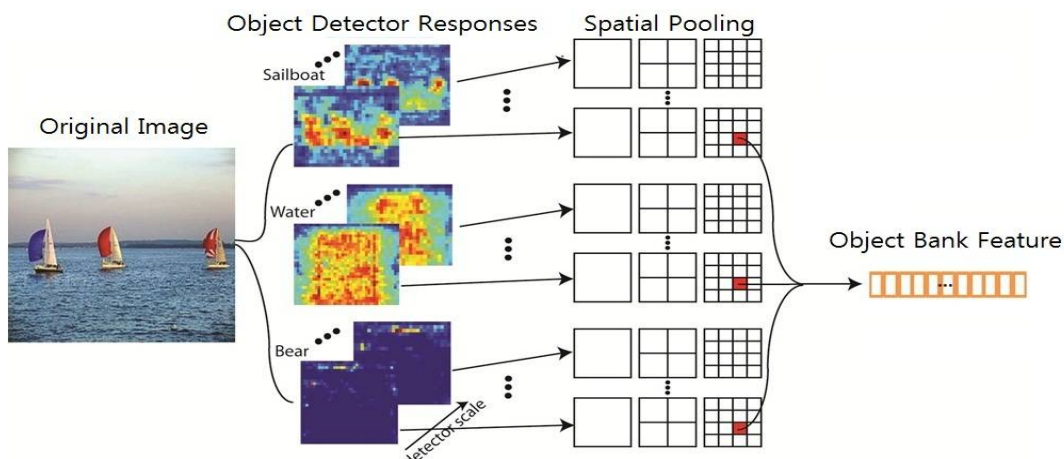 Object Detector Responses
Spatial Pooling
Sailboat
Original Image
Water
Object Bank Feature
Bear
detector scale